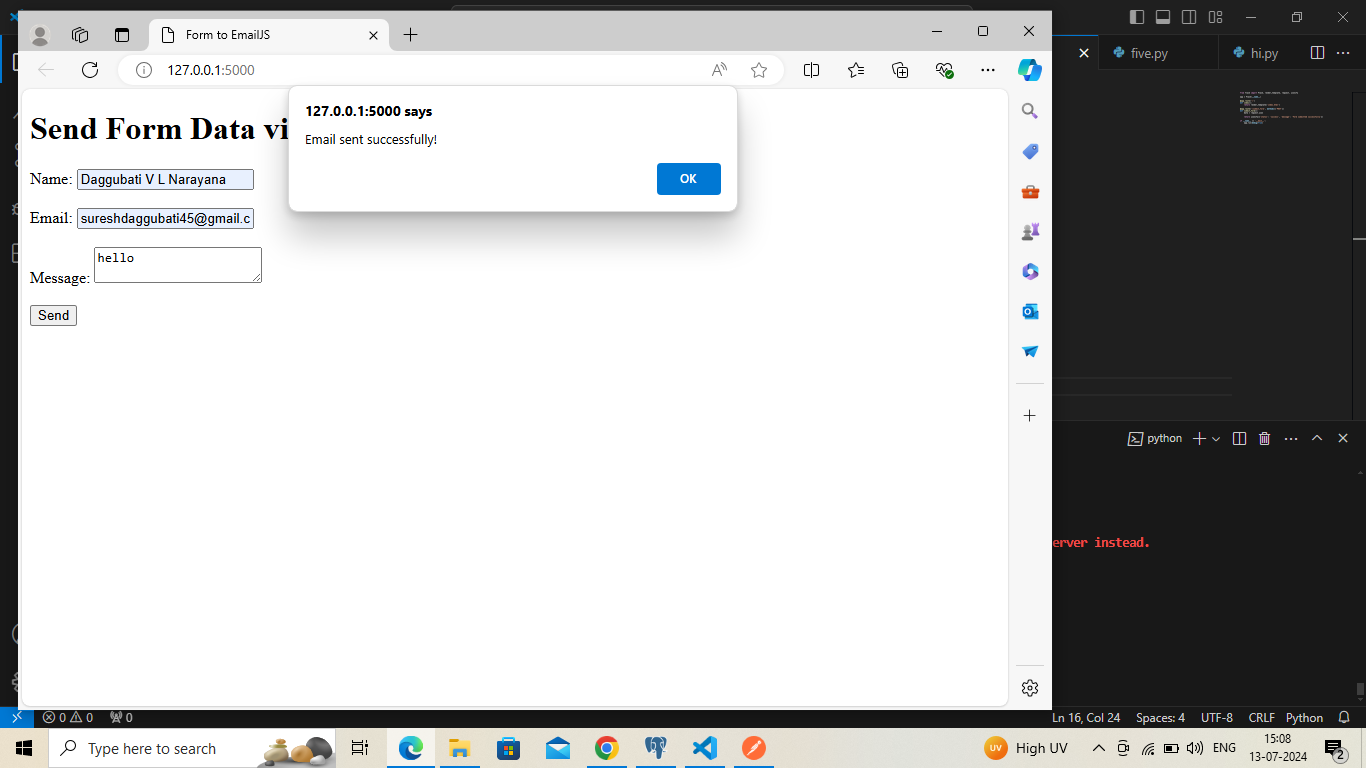 Form to EmailJS
five.py
hi.py
127.0.0.1:5000
127.0.0.1:5000 says
Email sent successfully!
OK
Send Form Data vi
Name: Daggubati V L Narayana
Email: sureshdaggubati45@gmail.c
Message: hello
Send
python
erver instead.
0 0 0
Ln 16, Col 24 Spaces: 4 UTF-8 CRLF Python
Type here to search
UV High UV
ENG
15:08
13-07-2024
2